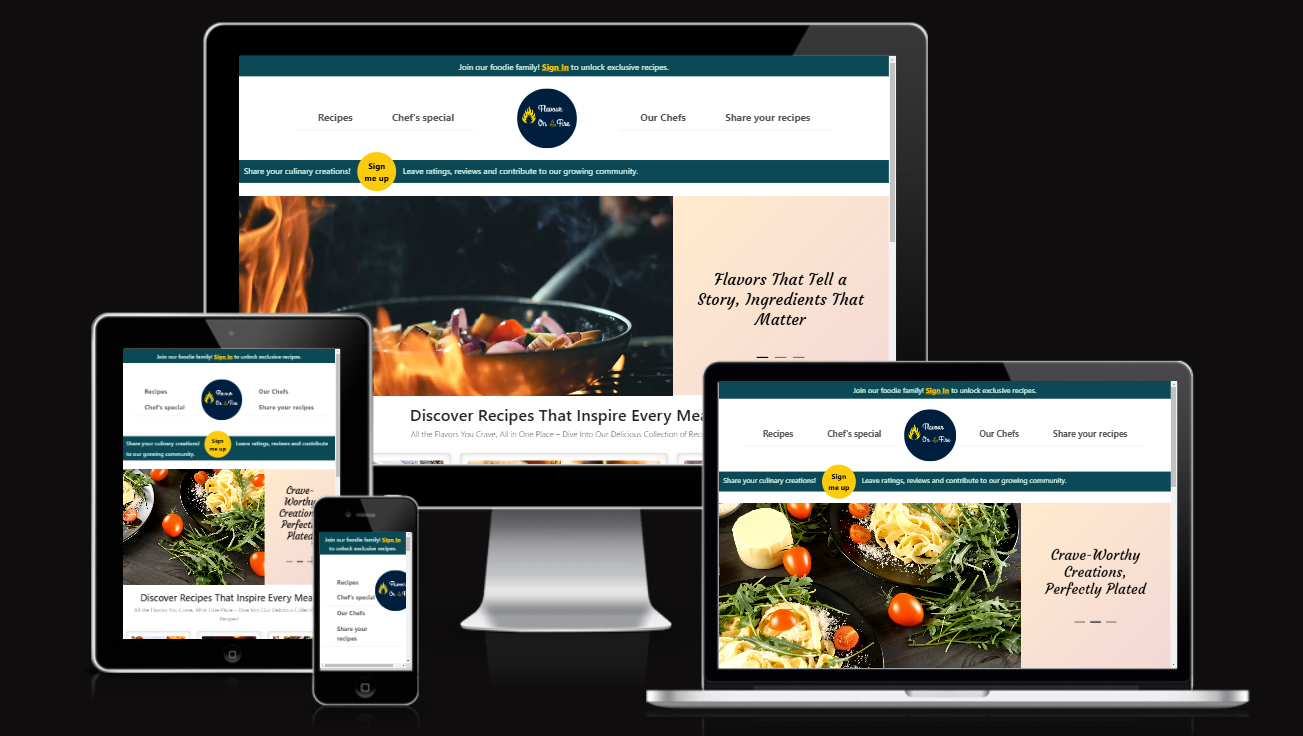 Join our foodie family! Sign In to unlock exclusive recipes.
Recipes Chef's special Flavour On & Fire Our Chefs Share your recipes
Share your culinary creations! Sign me up Leave ratings, reviews and contribute to our growing community.
Flavors That Tell a
Story, Ingredients That
Matter
Discover Recipes That Inspire Every Mea
All the Flavors You Crave, All in One Place – Dive Into Our Delicious Collection of Rec
Join our foodie family! Sign In to unlock exclusive recipes.
Recipes Our Chefs
Flavour
On & Fire
Chef's special Share your recipes
Share your culinary creations! Sign me up Leave ratings, reviews and contribute
to our growing community.
Crave-
Worthy
Creations,
Perfectly
Plated
Discover Recipes That Inspire Every Mea
All the Flavors You Crave, All in One Place – Dive Into Our Delicious Collect
Recipes!
Join our foodie family! Sign In
to unlock exclusive recipes.
Recipes
Chef's special
Our Chefs
Share your
recipes
Join our foodie family! Sign In to unlock exclusive recipes.
Recipes Chef's special Flavour On & Fire Our Chefs Share your recipes
Share your culinary creations! Sign me up Leave ratings, reviews and contribute to our growing community.
Crave-Worthy
Creations,
Perfectly Plated